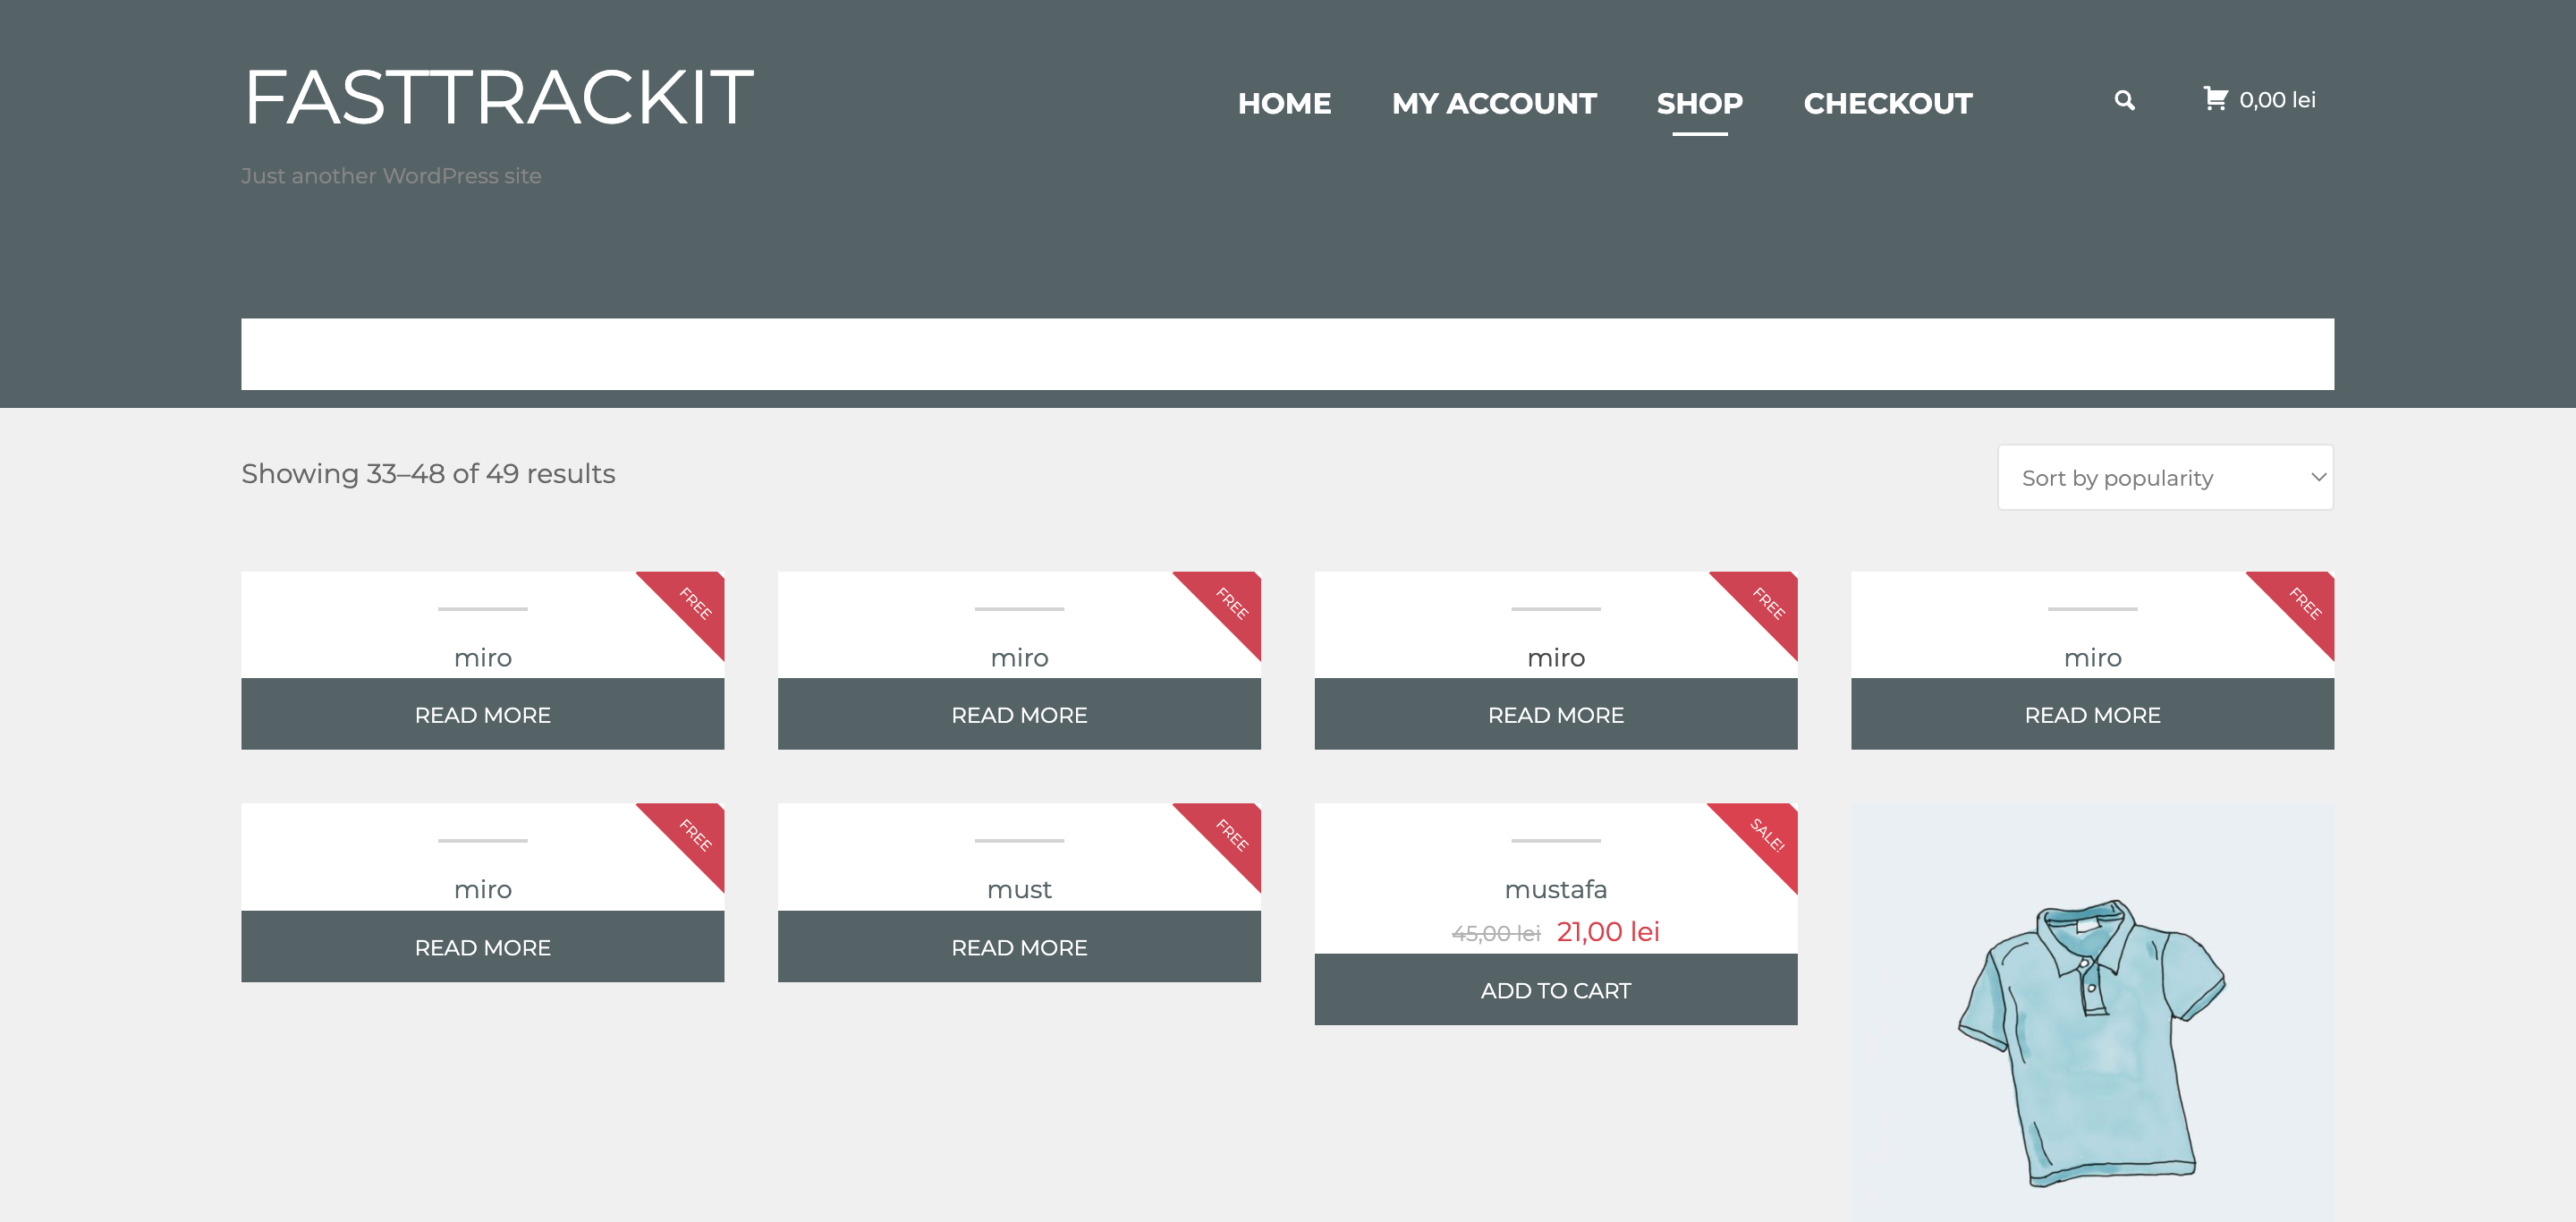 FASTTRACKIT
HOME MY ACCOUNT SHOP CHECKOUT 0,00 lei
Just another WordPress site
Showing 33–48 of 49 results
Sort by popularity
FREE
miro
READ MORE
FREE
miro
READ MORE
FREE
miro
READ MORE
FREE
miro
READ MORE
FREE
miro
READ MORE
FREE
must
READ MORE
SALE!
mustafa
45,00 lei 21,00 lei
ADD TO CART